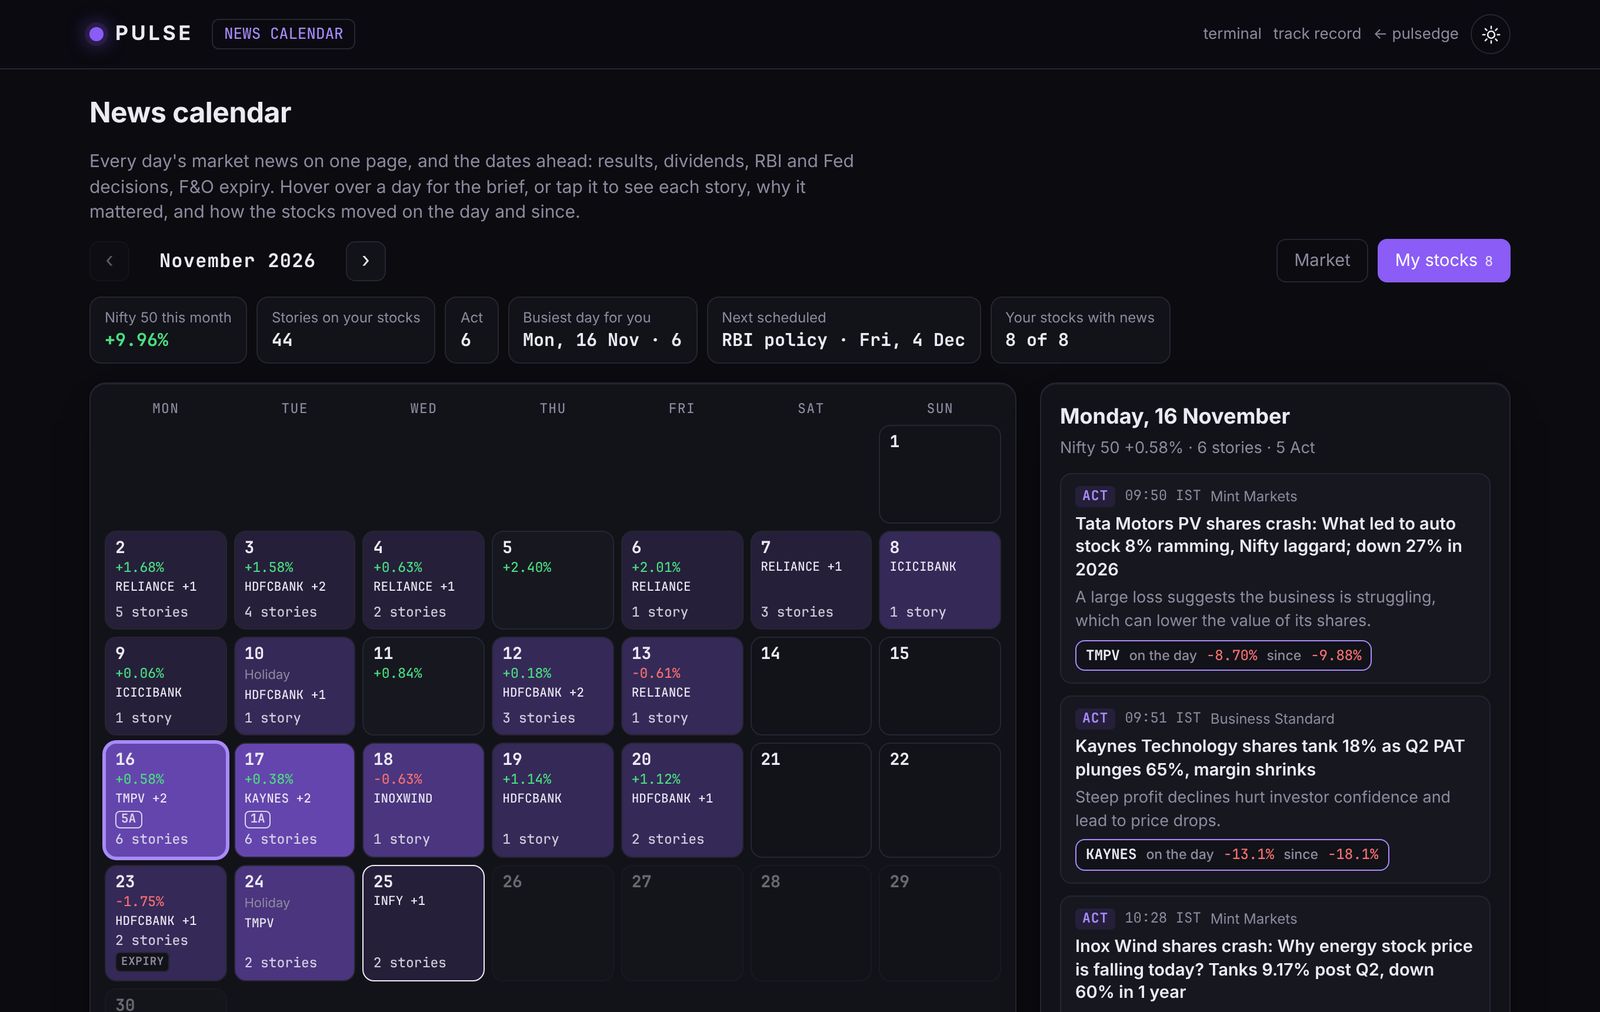 PULSE NEWS CALENDAR terminal track record ← pulsedge
News calendar
Every day's market news on one page, and the dates ahead: results, dividends, RBI and Fed
decisions, F&O expiry. Hover over a day for the brief, or tap it to see each story, why it
mattered, and how the stocks moved on the day and since.
‹ November 2026 › Market My stocks 8
Nifty 50 this month
+9.96%
Stories on your stocks
44
Act
6
Busiest day for you
Mon, 16 Nov · 6
Next scheduled
RBI policy · Fri, 4 Dec
Your stocks with news
8 of 8
MON TUE WED THU FRI SAT SUN
1
2
+1.68%
RELIANCE +1
5 stories
3
+1.58%
HDFCBANK +2
4 stories
4
+0.63%
RELIANCE +1
2 stories
5
+2.40%
6
+2.01%
RELIANCE
1 story
7
RELIANCE +1
3 stories
8
ICICIBANK
1 story
9
+0.06%
ICICIBANK
1 story
10
Holiday
HDFCBANK +1
1 story
11
+0.84%
12
+0.18%
HDFCBANK +2
3 stories
13
-0.61%
RELIANCE
1 story
14
15
16
+0.58%
TMPV +2
5A
6 stories
17
+0.38%
KAYNES +2
1A
6 stories
18
-0.63%
INOXWIND
1 story
19
+1.14%
HDFCBANK
1 story
20
+1.12%
HDFCBANK +1
2 stories
21
22
23
-1.75%
HDFCBANK +1
2 stories
EXPIRY
24
Holiday
TMPV
2 stories
25
INFY +1
2 stories
26
27
28
29
30
Monday, 16 November
Nifty 50 +0.58% · 6 stories · 5 Act
ACT 09:50 IST Mint Markets
Tata Motors PV shares crash: What led to auto
stock 8% ramming, Nifty laggard; down 27% in
2026
A large loss suggests the business is struggling,
which can lower the value of its shares.
TMPV on the day -8.70% since -9.88%
ACT 09:51 IST Business Standard
Kaynes Technology shares tank 18% as Q2 PAT
plunges 65%, margin shrinks
Steep profit declines hurt investor confidence and
lead to price drops.
KAYNES on the day -13.1% since -18.1%
ACT 10:28 IST Mint Markets
Inox Wind shares crash: Why energy stock price
is falling today? Tanks 9.17% post Q2, down
60% in 1 year